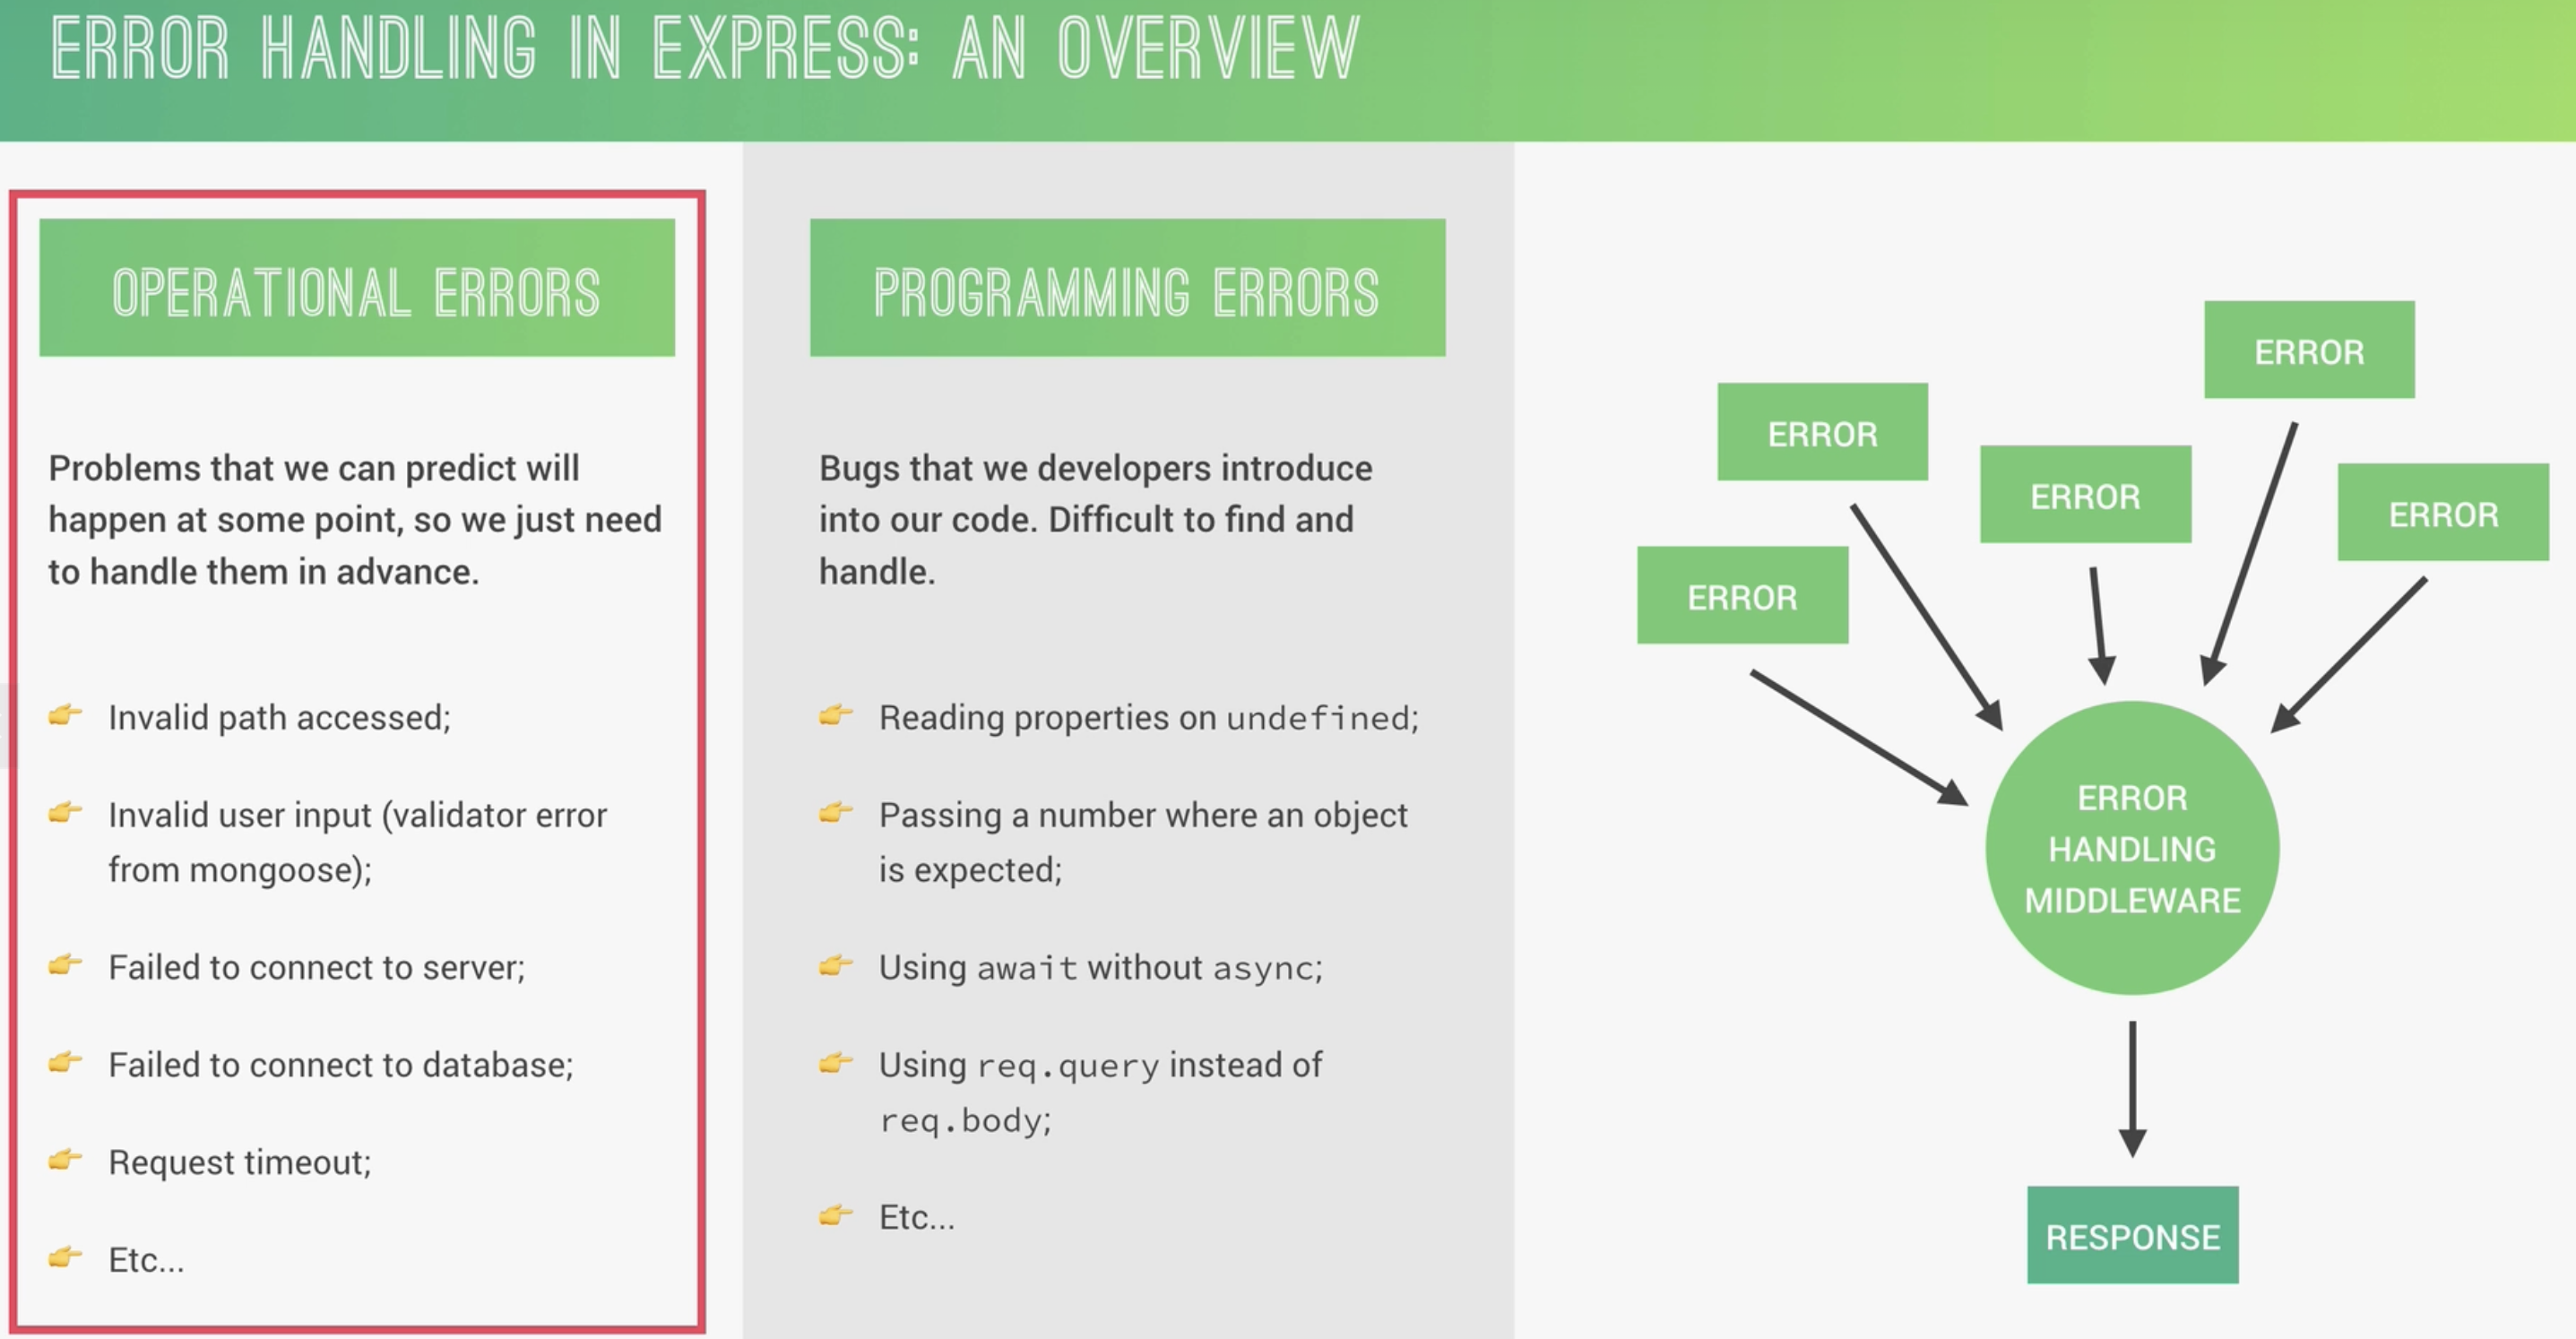 ERROR HANDLING IN EXPRESS: AN OVERVIEW
OPERATIONAL ERRORS
Problems that we can predict will
happen at some point, so we just need
to handle them in advance.
Invalid path accessed;
Invalid user input (validator error
from mongoose);
Failed to connect to server;
Failed to connect to database;
Request timeout;
Etc...
PROGRAMMING ERRORS
Bugs that we developers introduce
into our code. Difficult to find and
handle.
Reading properties on undefined;
Passing a number where an object
is expected;
Using await without async;
Using req.query instead of
req.body;
Etc...
ERROR
ERROR
ERROR
ERROR
ERROR
ERROR
HANDLING
MIDDLEWARE
RESPONSE